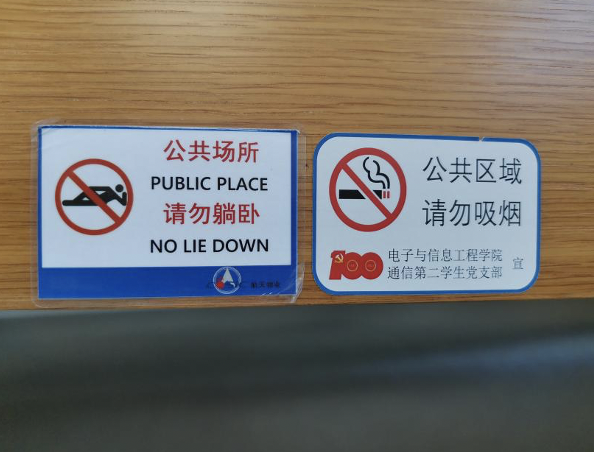 公共场所
PUBLIC PLACE
请勿躺卧
NO LIE DOWN
公共区域
请勿吸烟
100
电子与信息工程学院
通信第二学生党支部
宣